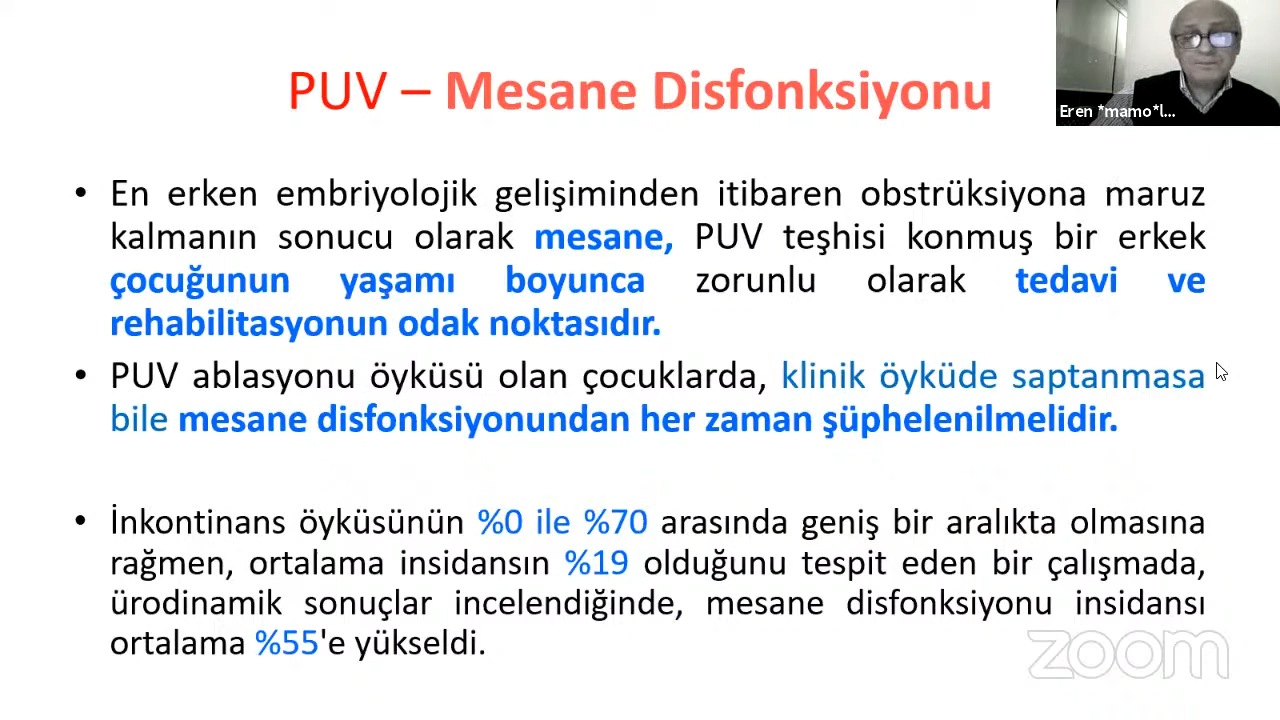 PUV – Mesane Disfonksiyonu
Eren *mamo*l...
• En erken embriyolojik gelişiminden itibaren obstrüksiyona maruz
kalmanın sonucu olarak mesane, PUV teşhisi konmuş bir erkek
çocuğunun yaşamı boyunca zorunlu olarak tedavi ve
rehabilitasyonun odak noktasıdır.
• PUV ablasyonu öyküsü olan çocuklarda, klinik öyküde saptanmasa
bile mesane disfonksiyonundan her zaman şüphelenilmelidir.
• İnkontinans öyküsünün %0 ile %70 arasında geniş bir aralıkta olmasına
rağmen, ortalama insidansın %19 olduğunu tespit eden bir çalışmada,
ürodinamik sonuçlar incelendiğinde, mesane disfonksiyonu insidansı
ortalama %55'e yükseldi.
zoom